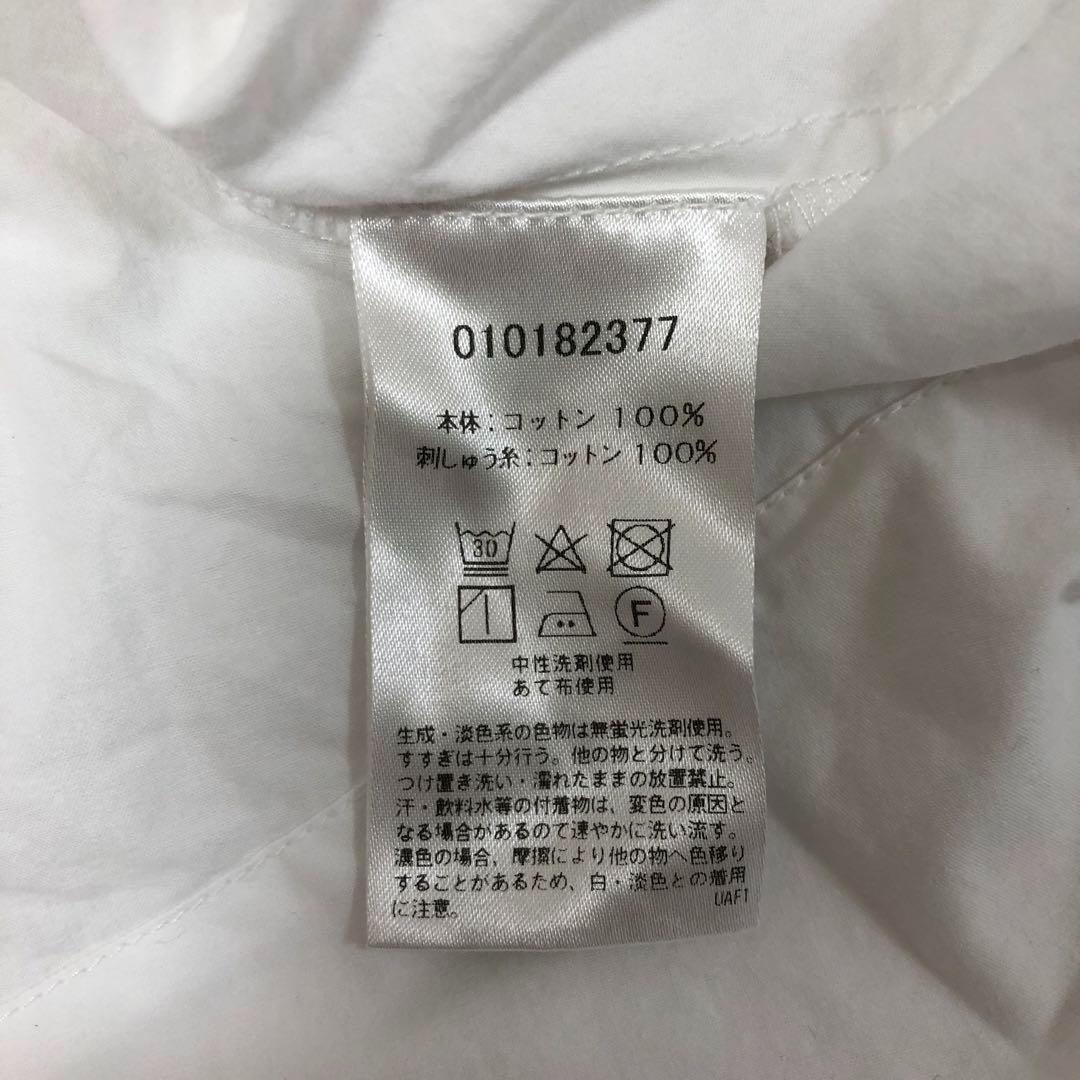 010182377
本体:コットン 100%
刺しゅう糸:コットン 100%
30
F
中性洗剤使用
あて布使用
生成・淡色系の色物は無蛍光洗剤使用。
すすぎは十分行う。他の物と分けて洗う。
つけ置き洗い・濡れたままの放置禁止。
汗・飲料水等の付着物は、変色の原因と
なる場合があるので速やかに洗い流す。
濃色の場合、摩擦により他の物へ色移り
することがあるため、白・淡色との着用
に注意。
UAF1